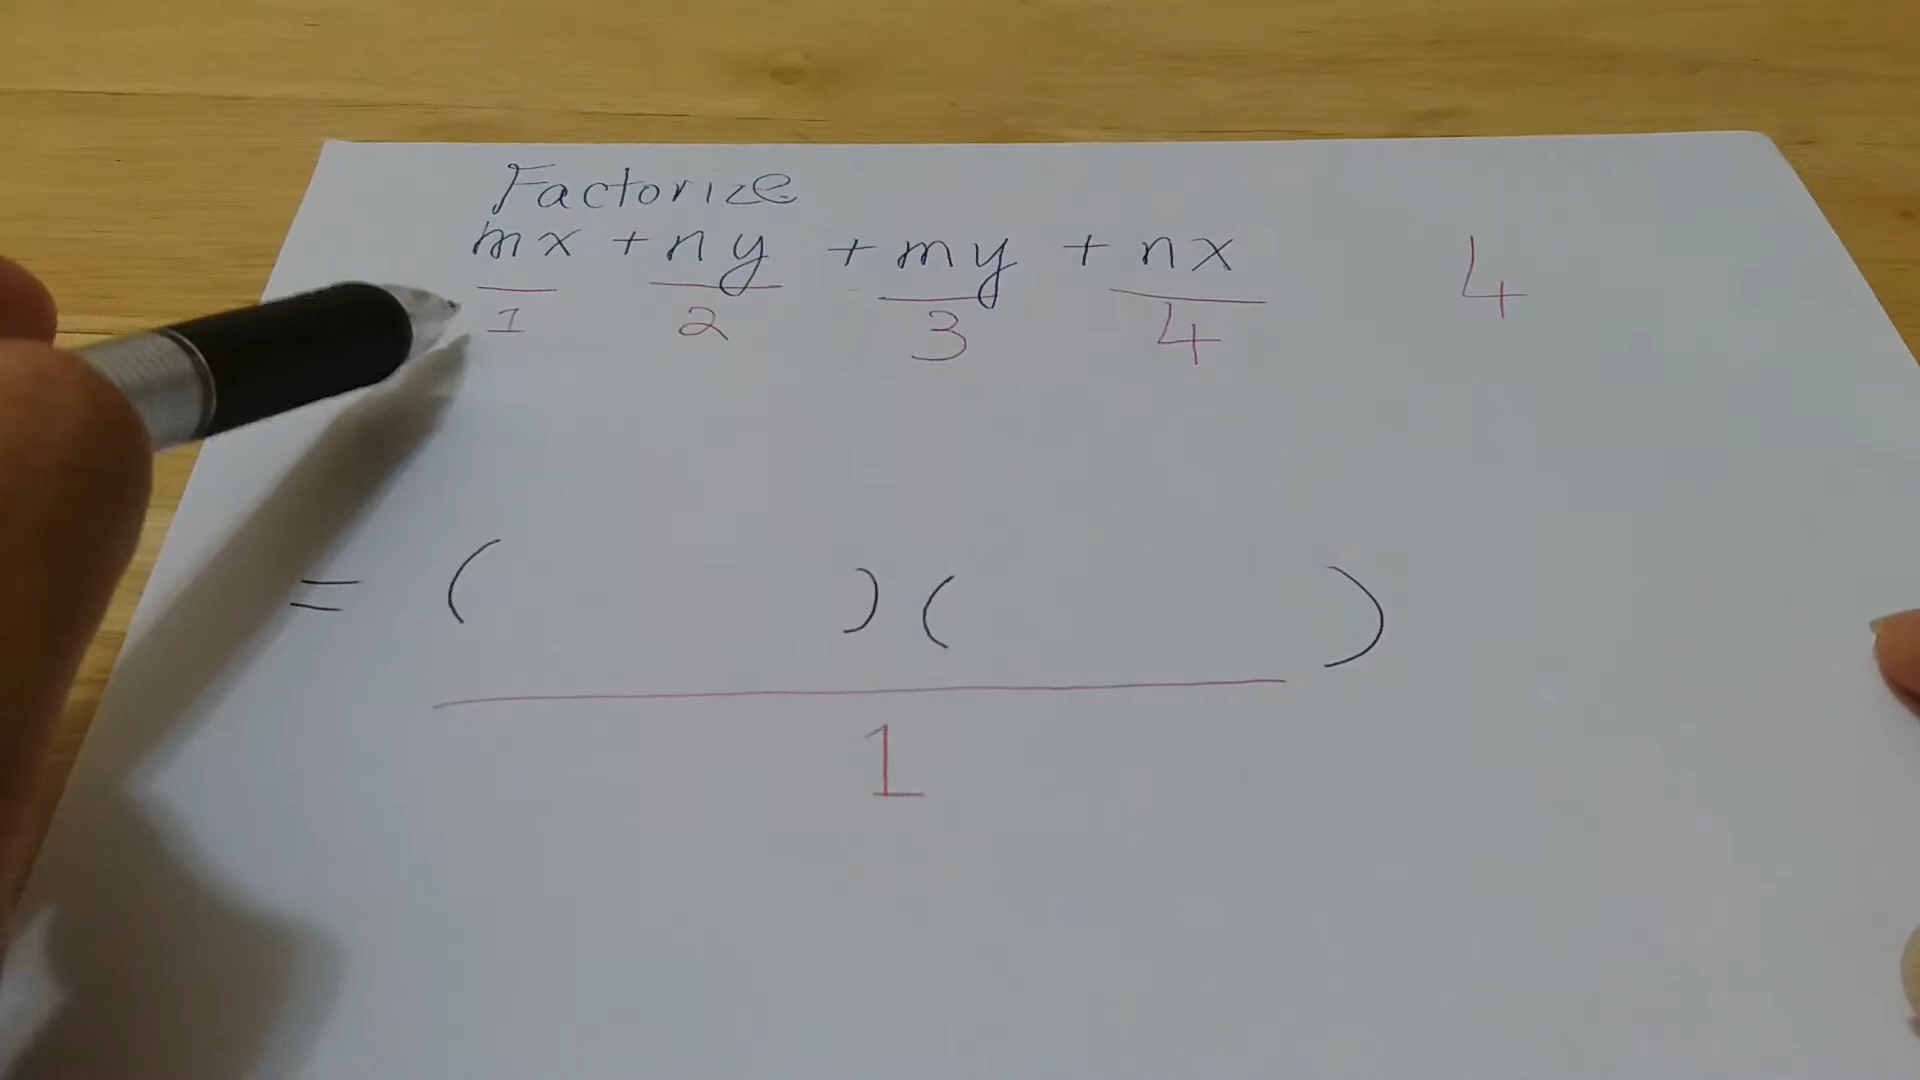 Factorize
mx + ny + my + nx 4
1 2 3 4
= ( ) ( )
1